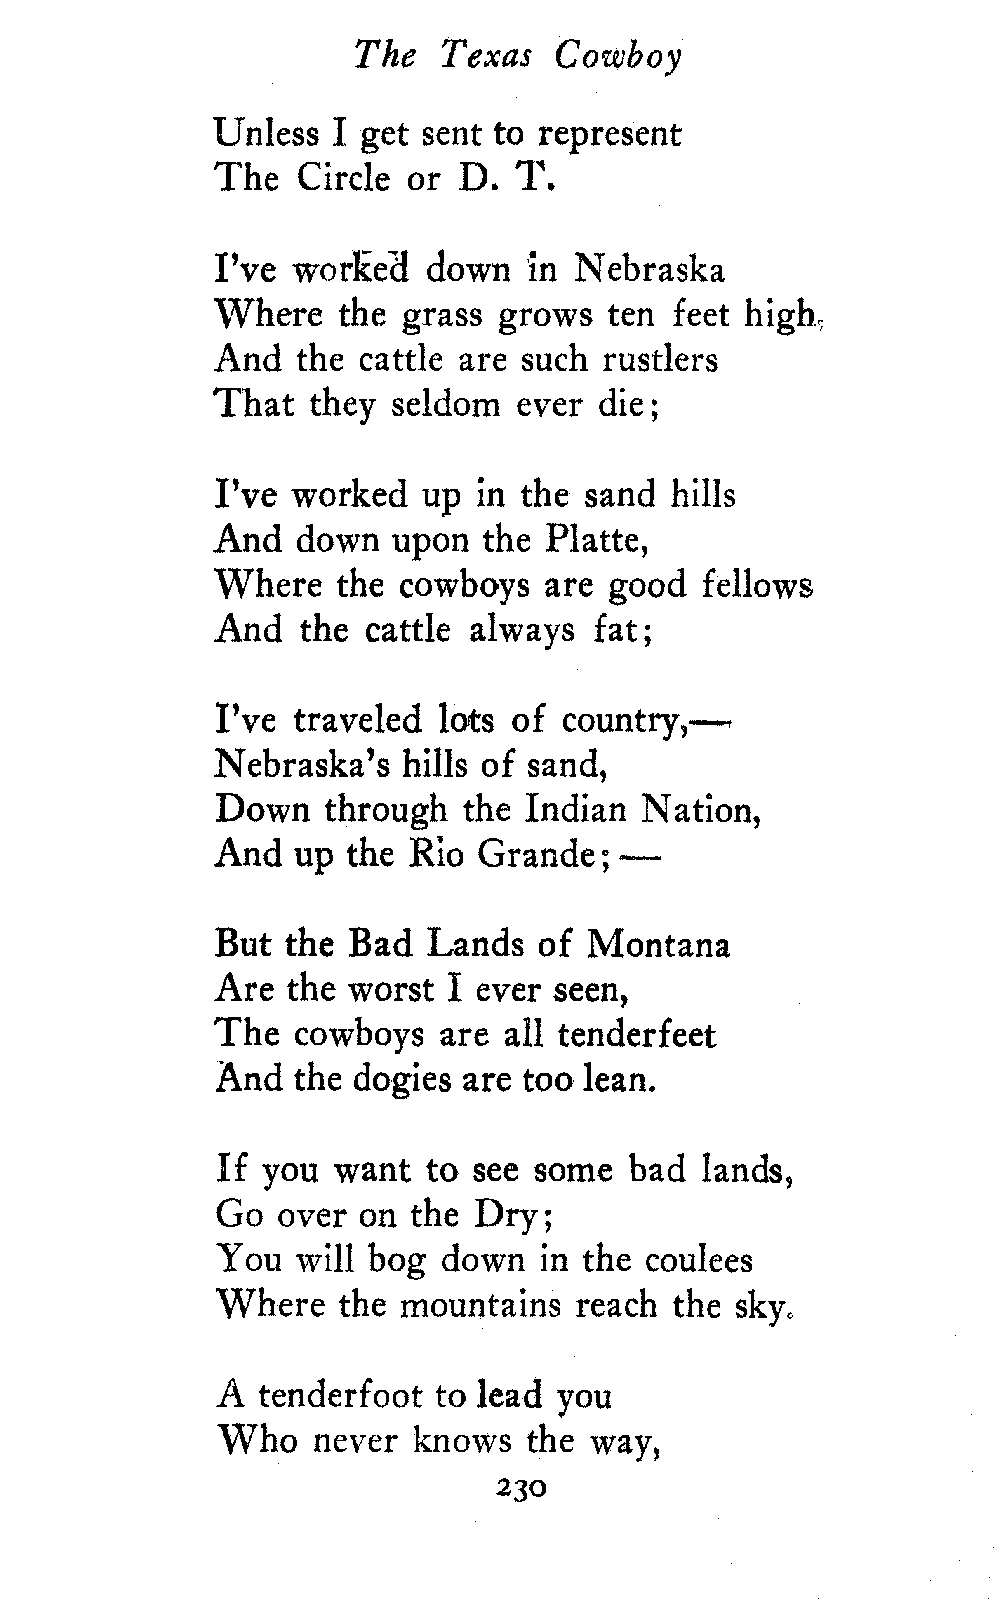 The Texas Cowboy
Unless I get sent to represent
The Circle or D. T.
I've worked down in Nebraska
Where the grass grows ten feet high,
And the cattle are such rustlers
That they seldom ever die;
I've worked up in the sand hills
And down upon the Platte,
Where the cowboys are good fellows
And the cattle always fat;
I've traveled lots of country,—
Nebraska's hills of sand,
Down through the Indian Nation,
And up the Rio Grande;—
But the Bad Lands of Montana
Are the worst I ever seen,
The cowboys are all tenderfeet
And the dogies are too lean.
If you want to see some bad lands,
Go over on the Dry;
You will bog down in the coulees
Where the mountains reach the sky.
A tenderfoot to lead you
Who never knows the way,
230